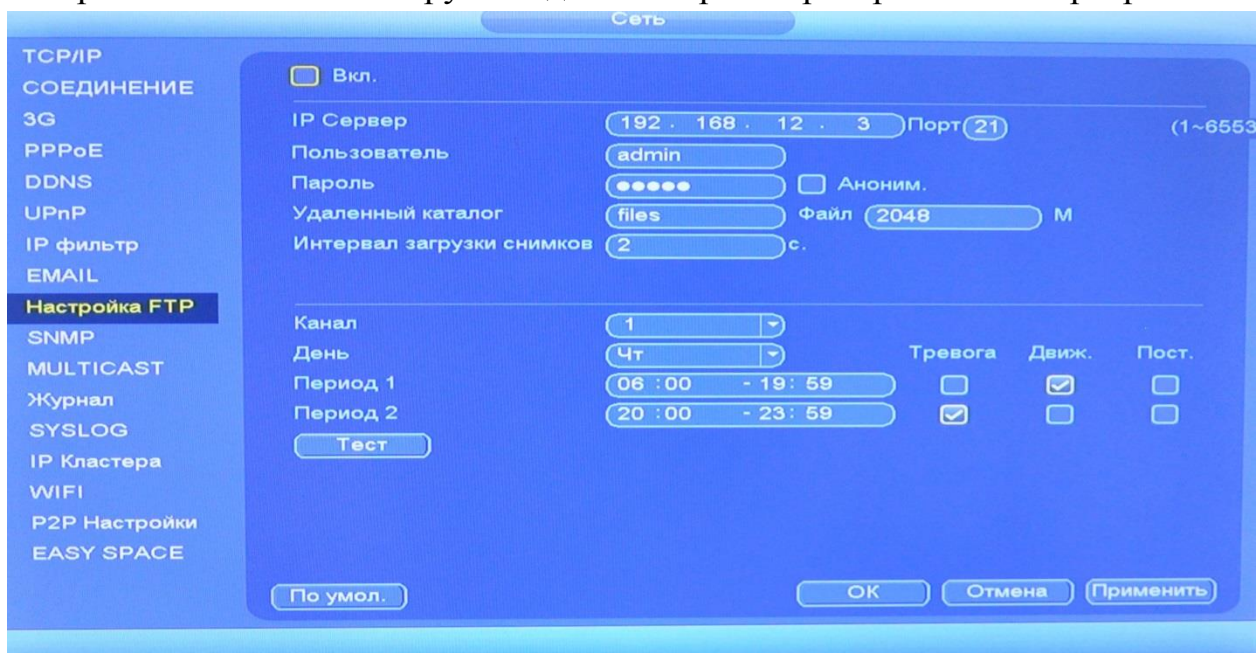 Сеть
TCP/IP
СОЕДИНЕНИЕ
3G
PPPoE
DDNS
UPnP
IP фильтр
EMAIL
Настройка FTP
SNMP
MULTICAST
Журнал
SYSLOG
IP Кластера
WIFI
P2P Настройки
EASY SPACE
Вкл.
IP Сервер 192 . 168 . 12 . 3 Порт 21 (1~6553
Пользователь admin
Пароль ●●●●● Аноним.
Удаленный каталог files Файл 2048 М
Интервал загрузки снимков 2 с.
Канал 1
День Чт Тревога Движ. Пост.
Период 1 06 :00 - 19: 59
Период 2 20 :00 - 23: 59
Тест
По умол. OK Отмена Применить